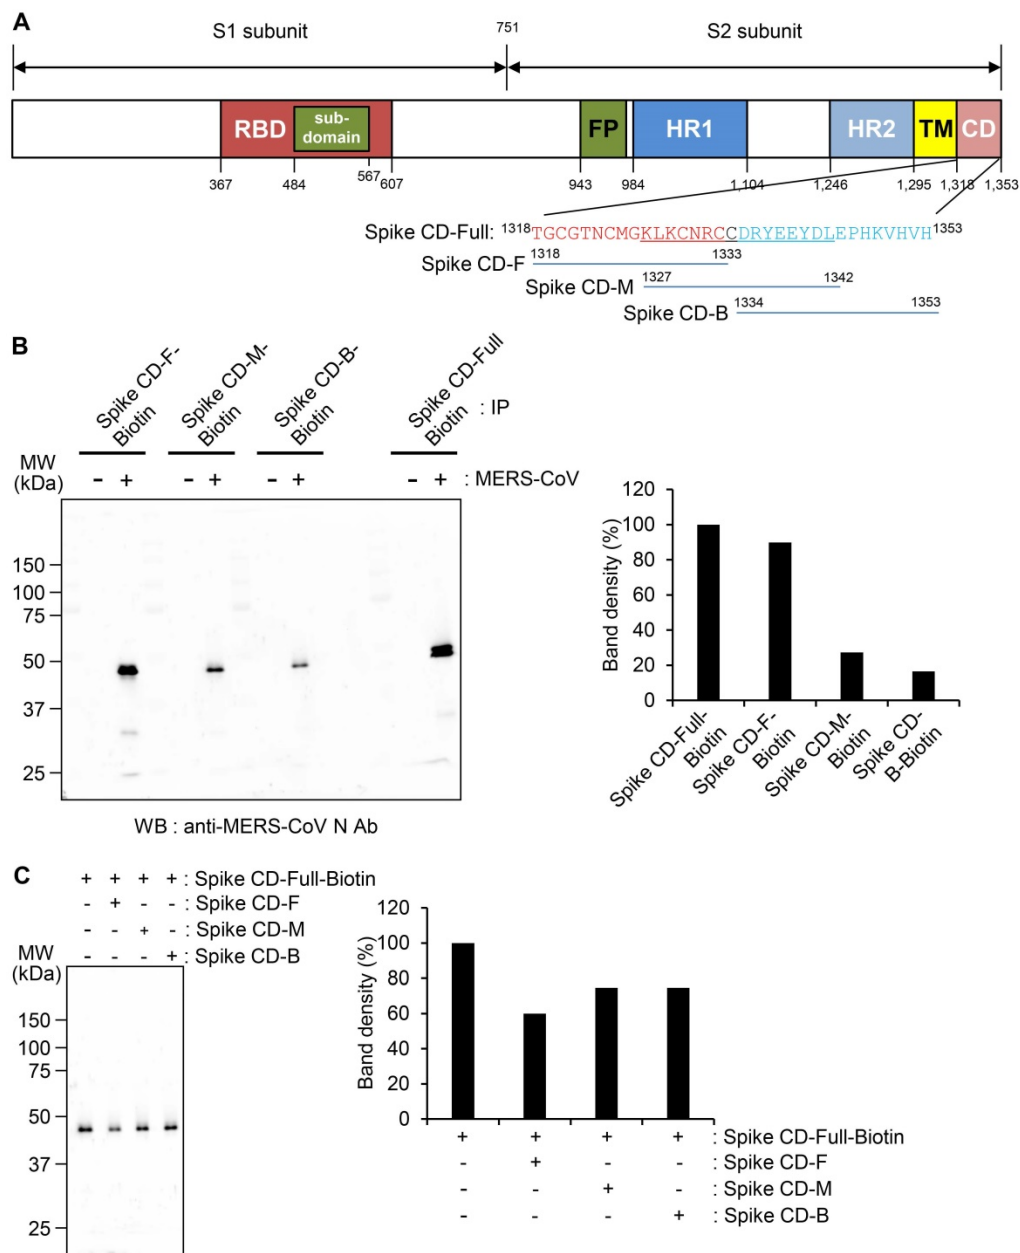 A
S1 subunit
751
S2 subunit
RBD
sub-
domain
FP
HR1
HR2
TM
CD
367
484
567
607
943
984
1,104
1,246
1,295
1,318
1,353
Spike CD-Full: 1318TGCGTNCMGKLKCNRCCDRYEEYDLEPHKVHVH1353
Spike CD-F
1318
1333
Spike CD-M
1327
1342
Spike CD-B
1334
1353
B
Spike CD-F-
Biotin
Spike CD-M-
Biotin
Spike CD-B-
Biotin
Spike CD-Full
Biotin
: IP
MW
(kDa)
- + - + - + - + : MERS-CoV
150
100
75
50
37
25
WB : anti-MERS-CoV N Ab
Band density (%)
120
100
80
60
40
20
0
Spike CD-Full-
Biotin
Spike CD-F-
Biotin
Spike CD-M-
Biotin
Spike CD-
B-Biotin
C
+ + + + : Spike CD-Full-Biotin
- + - - : Spike CD-F
- - + - : Spike CD-M
- - - + : Spike CD-B
MW
(kDa)
150
100
75
50
37
25
Band density (%)
120
100
80
60
40
20
0
+ + + + : Spike CD-Full-Biotin
- + - - : Spike CD-F
- - + - : Spike CD-M
- - - + : Spike CD-B